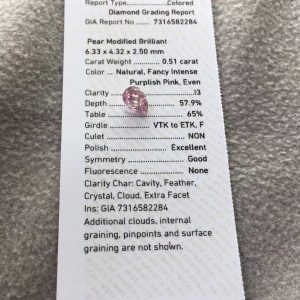 Report Type....................Colored
Diamond Grading Report
GIA Report No .... 7316582284
Pear Modified Brilliant
6.33 x 4.32 x 2.50 mm
Carat Weight ............ 0.51 carat
Color ... Natural, Fancy Intense
Purplish Pink, Even
Clarity ............ I3
Depth ............ 57.9%
Table ............ 65%
Girdle ........ VTK to ETK, F
Culet ............ NON
Polish ............ Excellent
Symmetry ............ Good
Fluorescence ............ None
Clarity Char: Cavity, Feather,
Crystal, Cloud, Extra Facet
Ins: GIA 7316582284
Additional clouds, internal
graining, pinpoints and surface
graining are not shown.